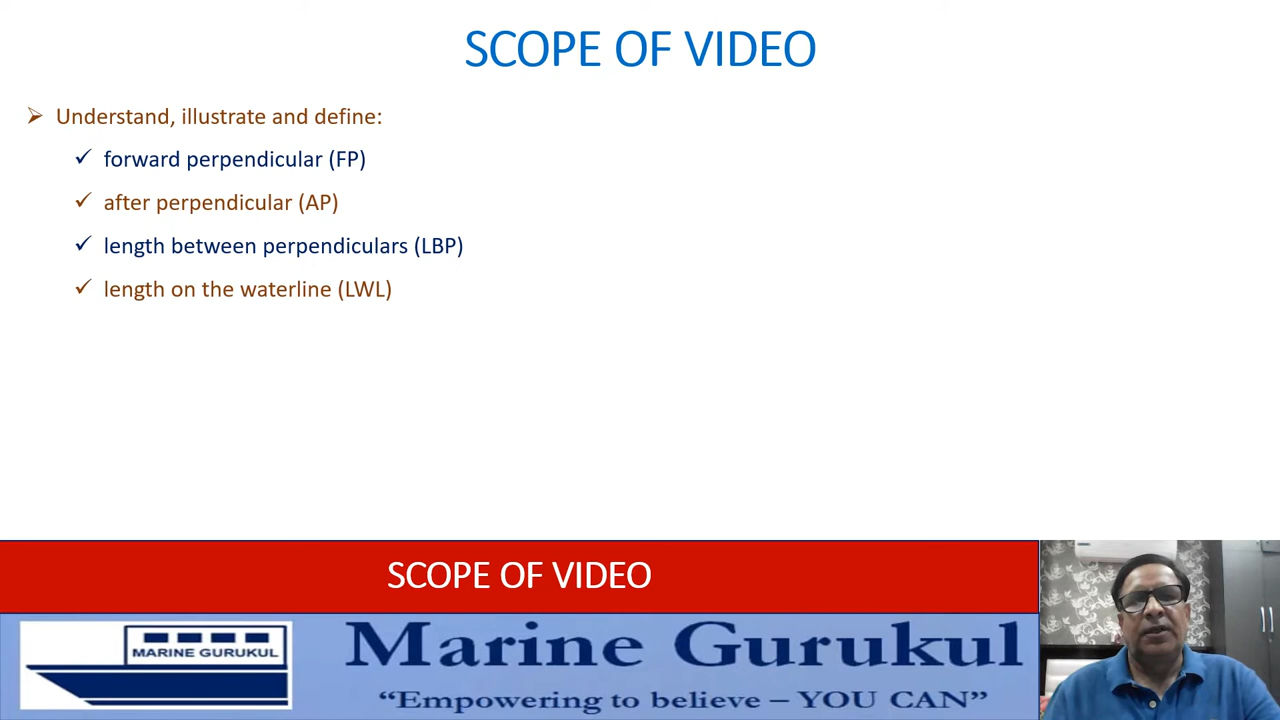 SCOPE OF VIDEO
Understand, illustrate and define:
forward perpendicular (FP)
after perpendicular (AP)
length between perpendiculars (LBP)
length on the waterline (LWL)
SCOPE OF VIDEO
MARINE GURUKUL
Marine Gurukul
“Empowering to believe – YOU CAN”